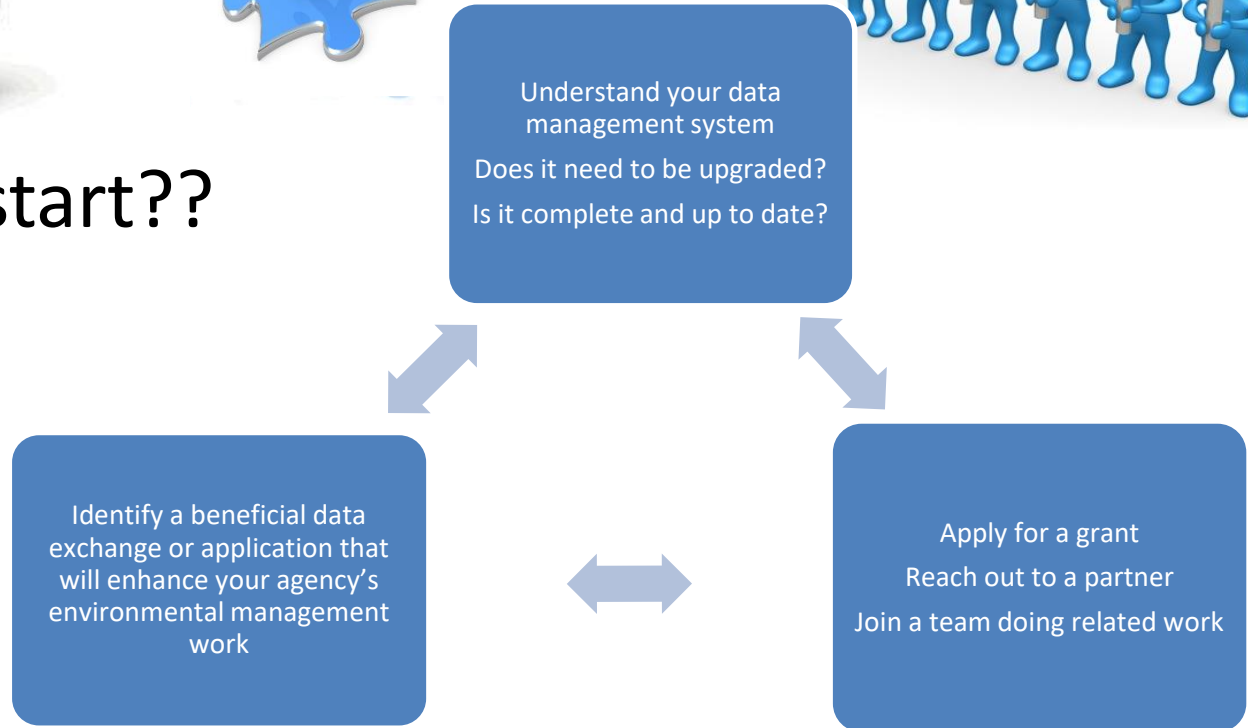 start??
Understand your data
management system
Does it need to be upgraded?
Is it complete and up to date?
Identify a beneficial data
exchange or application that
will enhance your agency’s
environmental management
work
Apply for a grant
Reach out to a partner
Join a team doing related work